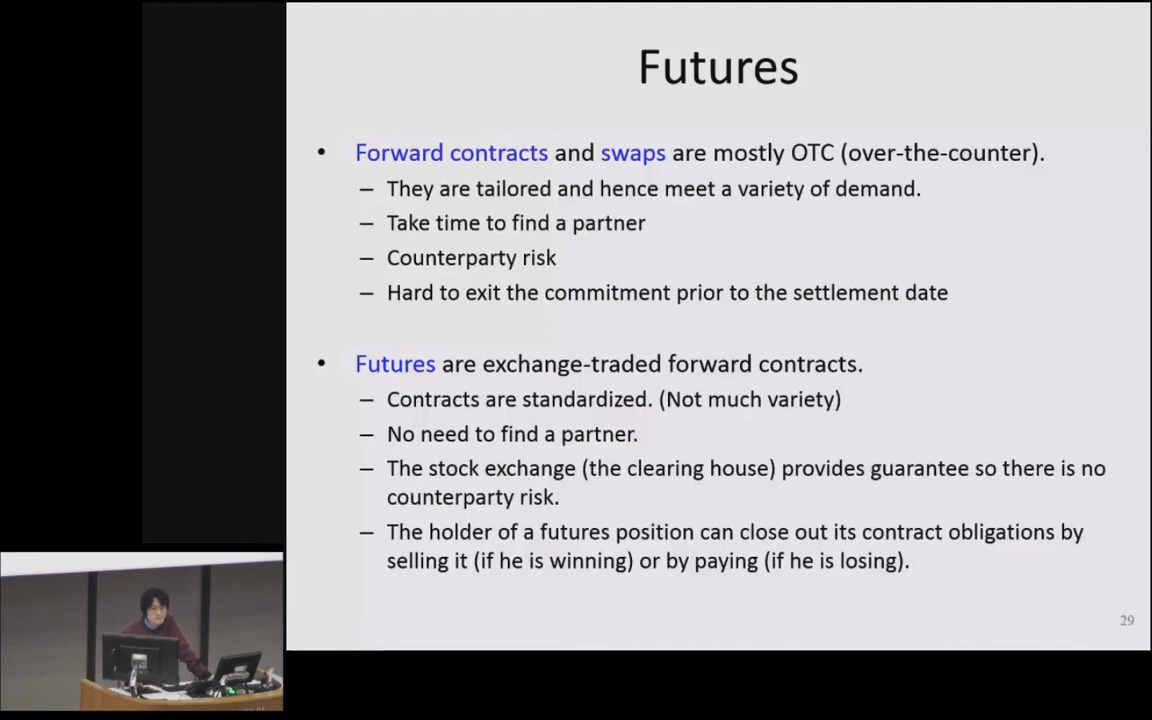 Futures
• Forward contracts and swaps are mostly OTC (over-the-counter).
– They are tailored and hence meet a variety of demand.
– Take time to find a partner
– Counterparty risk
– Hard to exit the commitment prior to the settlement date
• Futures are exchange-traded forward contracts.
– Contracts are standardized. (Not much variety)
– No need to find a partner.
– The stock exchange (the clearing house) provides guarantee so there is no
counterparty risk.
– The holder of a futures position can close out its contract obligations by
selling it (if he is winning) or by paying (if he is losing).
29